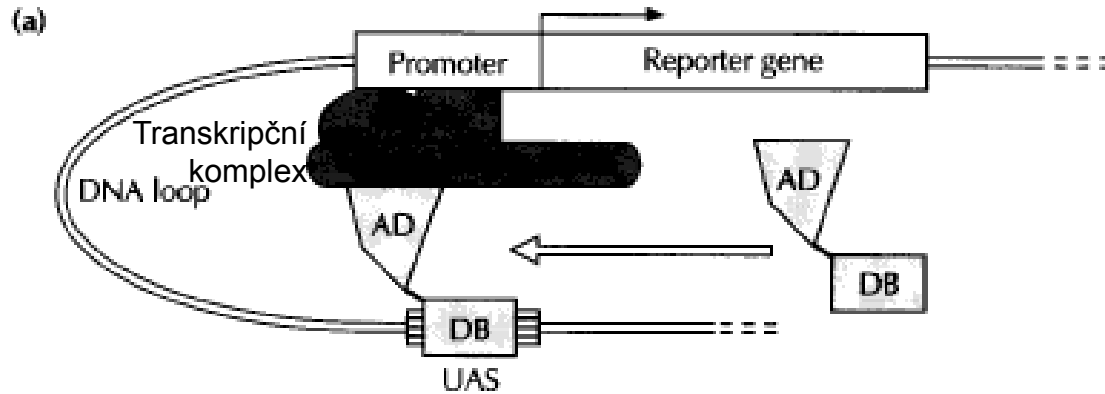 (a)
Promoter
Reporter gene
Transkripční
komplex
DNA loop
AD
AD
DB
DB
UAS